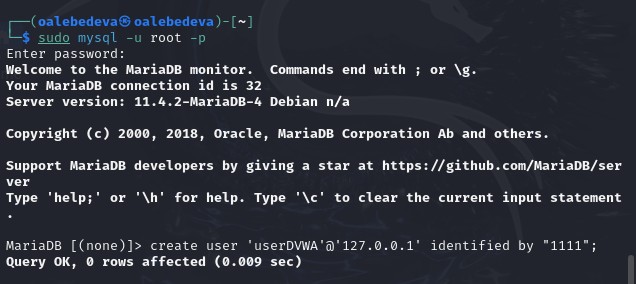 ┌──(oalebedeva㉿oalebedeva)-[~]
└─$ sudo mysql -u root -p
Enter password:
Welcome to the MariaDB monitor.  Commands end with ; or \g.
Your MariaDB connection id is 32
Server version: 11.4.2-MariaDB-4 Debian n/a
Copyright (c) 2000, 2018, Oracle, MariaDB Corporation Ab and others.
Support MariaDB developers by giving a star at https://github.com/MariaDB/ser
ver
Type 'help;' or '\h' for help. Type '\c' to clear the current input statement
.
MariaDB [(none)]> create user 'userDVWA'@'127.0.0.1' identified by "1111";
Query OK, 0 rows affected (0.009 sec)